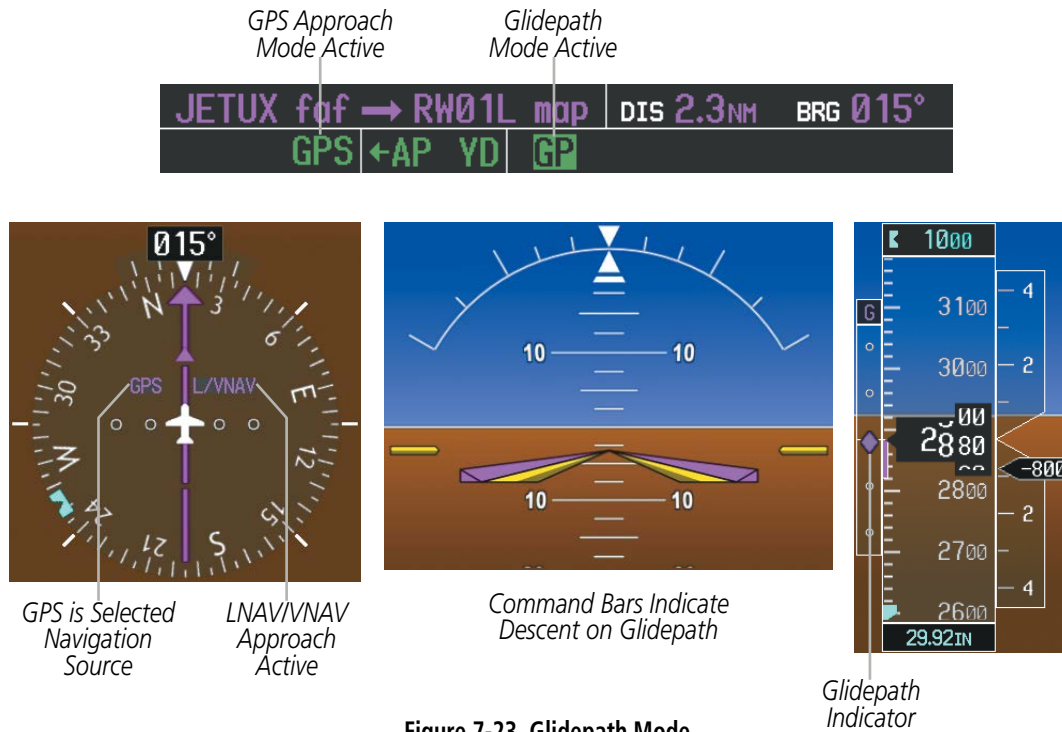 GPS Approach
Mode Active
Glidepath
Mode Active
JETUX faf → RW01L map DIS 2.3NM BRG 015°
GPS ←AP YD GP
015°
N 3 6 E 12 15 S 21 24 W 30 33
GPS L/VNAV
10 10
10 10
1000
G
3100
3000
2880
00
2800
2700
2600
29.92IN
4
2
-800
2
4
GPS is Selected
Navigation
Source
LNAV/VNAV
Approach
Active
Command Bars Indicate
Descent on Glidepath
Glidepath
Indicator
Figure 7-23 Glidepath Mode